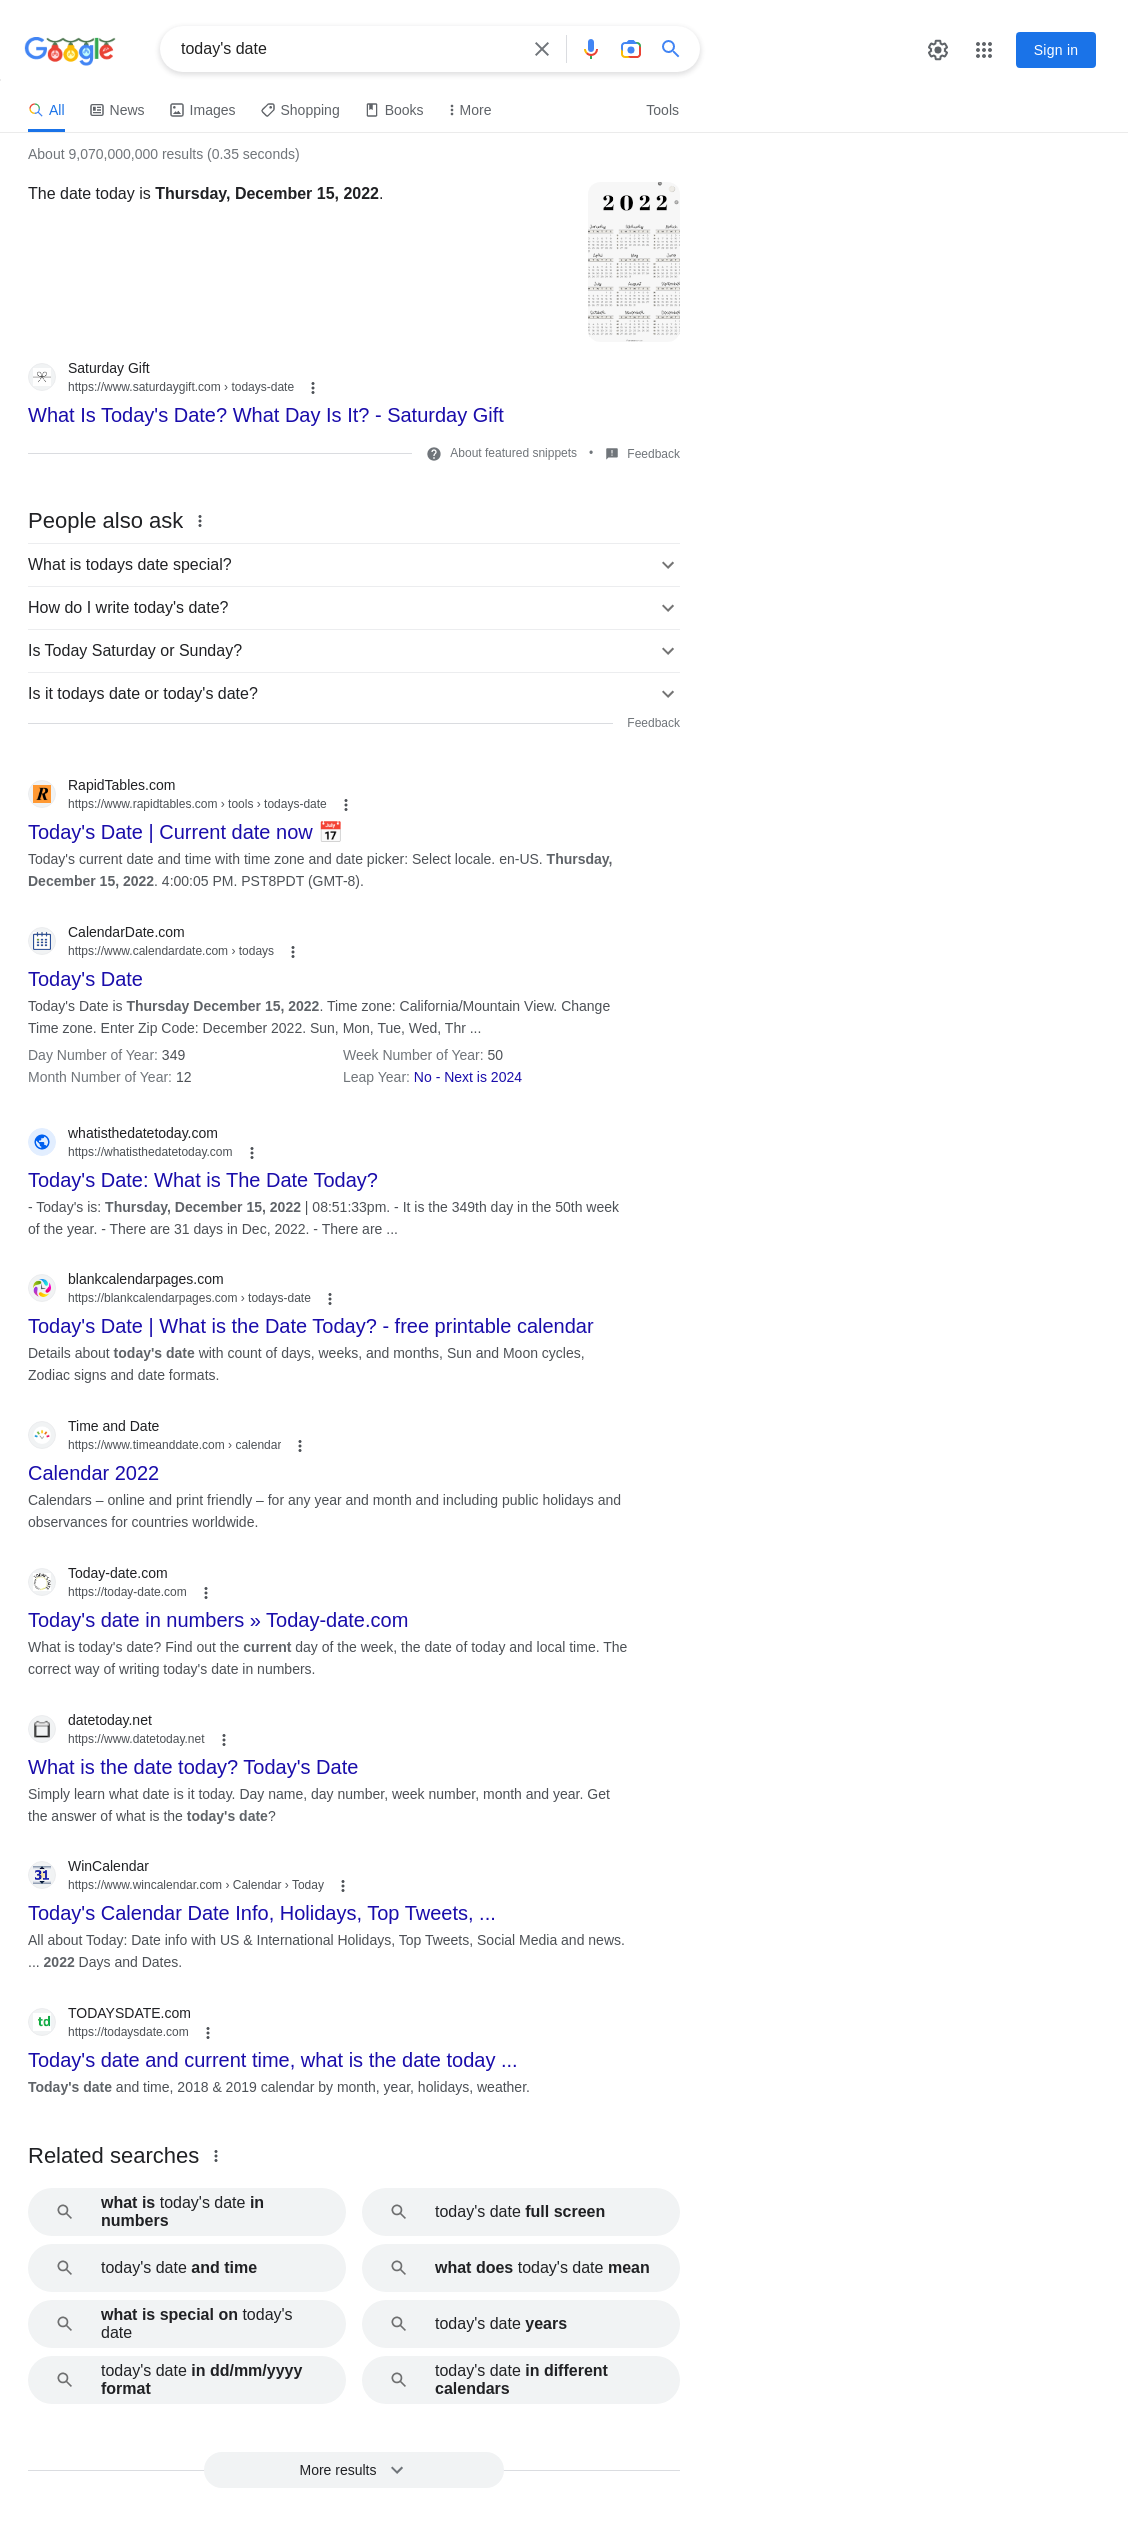 Google
today's date
Sign in
All
News
Images
Shopping
Books
More
Tools
About 9,070,000,000 results (0.35 seconds)
The date today is Thursday, December 15, 2022.
2022
Saturday Gift
https://www.saturdaygift.com › todays-date
What Is Today's Date? What Day Is It? - Saturday Gift
About featured snippets
•
Feedback
People also ask
What is todays date special?
How do I write today's date?
Is Today Saturday or Sunday?
Is it todays date or today's date?
Feedback
RapidTables.com
https://www.rapidtables.com › tools › todays-date
Today's Date | Current date now 📅
Today's current date and time with time zone and date picker: Select locale. en-US. Thursday,
December 15, 2022. 4:00:05 PM. PST8PDT (GMT-8).
CalendarDate.com
https://www.calendardate.com › todays
Today's Date
Today's Date is Thursday December 15, 2022. Time zone: California/Mountain View. Change
Time zone. Enter Zip Code: December 2022. Sun, Mon, Tue, Wed, Thr ...
Day Number of Year: 349
Week Number of Year: 50
Month Number of Year: 12
Leap Year: No - Next is 2024
whatisthedatetoday.com
https://whatisthedatetoday.com
Today's Date: What is The Date Today?
- Today's is: Thursday, December 15, 2022 | 08:51:33pm. - It is the 349th day in the 50th week
of the year. - There are 31 days in Dec, 2022. - There are ...
blankcalendarpages.com
https://blankcalendarpages.com › todays-date
Today's Date | What is the Date Today? - free printable calendar
Details about today's date with count of days, weeks, and months, Sun and Moon cycles,
Zodiac signs and date formats.
Time and Date
https://www.timeanddate.com › calendar
Calendar 2022
Calendars – online and print friendly – for any year and month and including public holidays and
observances for countries worldwide.
Today-date.com
https://today-date.com
Today's date in numbers » Today-date.com
What is today's date? Find out the current day of the week, the date of today and local time. The
correct way of writing today's date in numbers.
datetoday.net
https://www.datetoday.net
What is the date today? Today's Date
Simply learn what date is it today. Day name, day number, week number, month and year. Get
the answer of what is the today's date?
31
WinCalendar
https://www.wincalendar.com › Calendar › Today
Today's Calendar Date Info, Holidays, Top Tweets, ...
All about Today: Date info with US & International Holidays, Top Tweets, Social Media and news.
... 2022 Days and Dates.
td
TODAYSDATE.com
https://todaysdate.com
Today's date and current time, what is the date today ...
Today's date and time, 2018 & 2019 calendar by month, year, holidays, weather.
Related searches
what is today's date in
numbers
today's date full screen
today's date and time
what does today's date mean
what is special on today's
date
today's date years
today's date in dd/mm/yyyy
format
today's date in different
calendars
More results